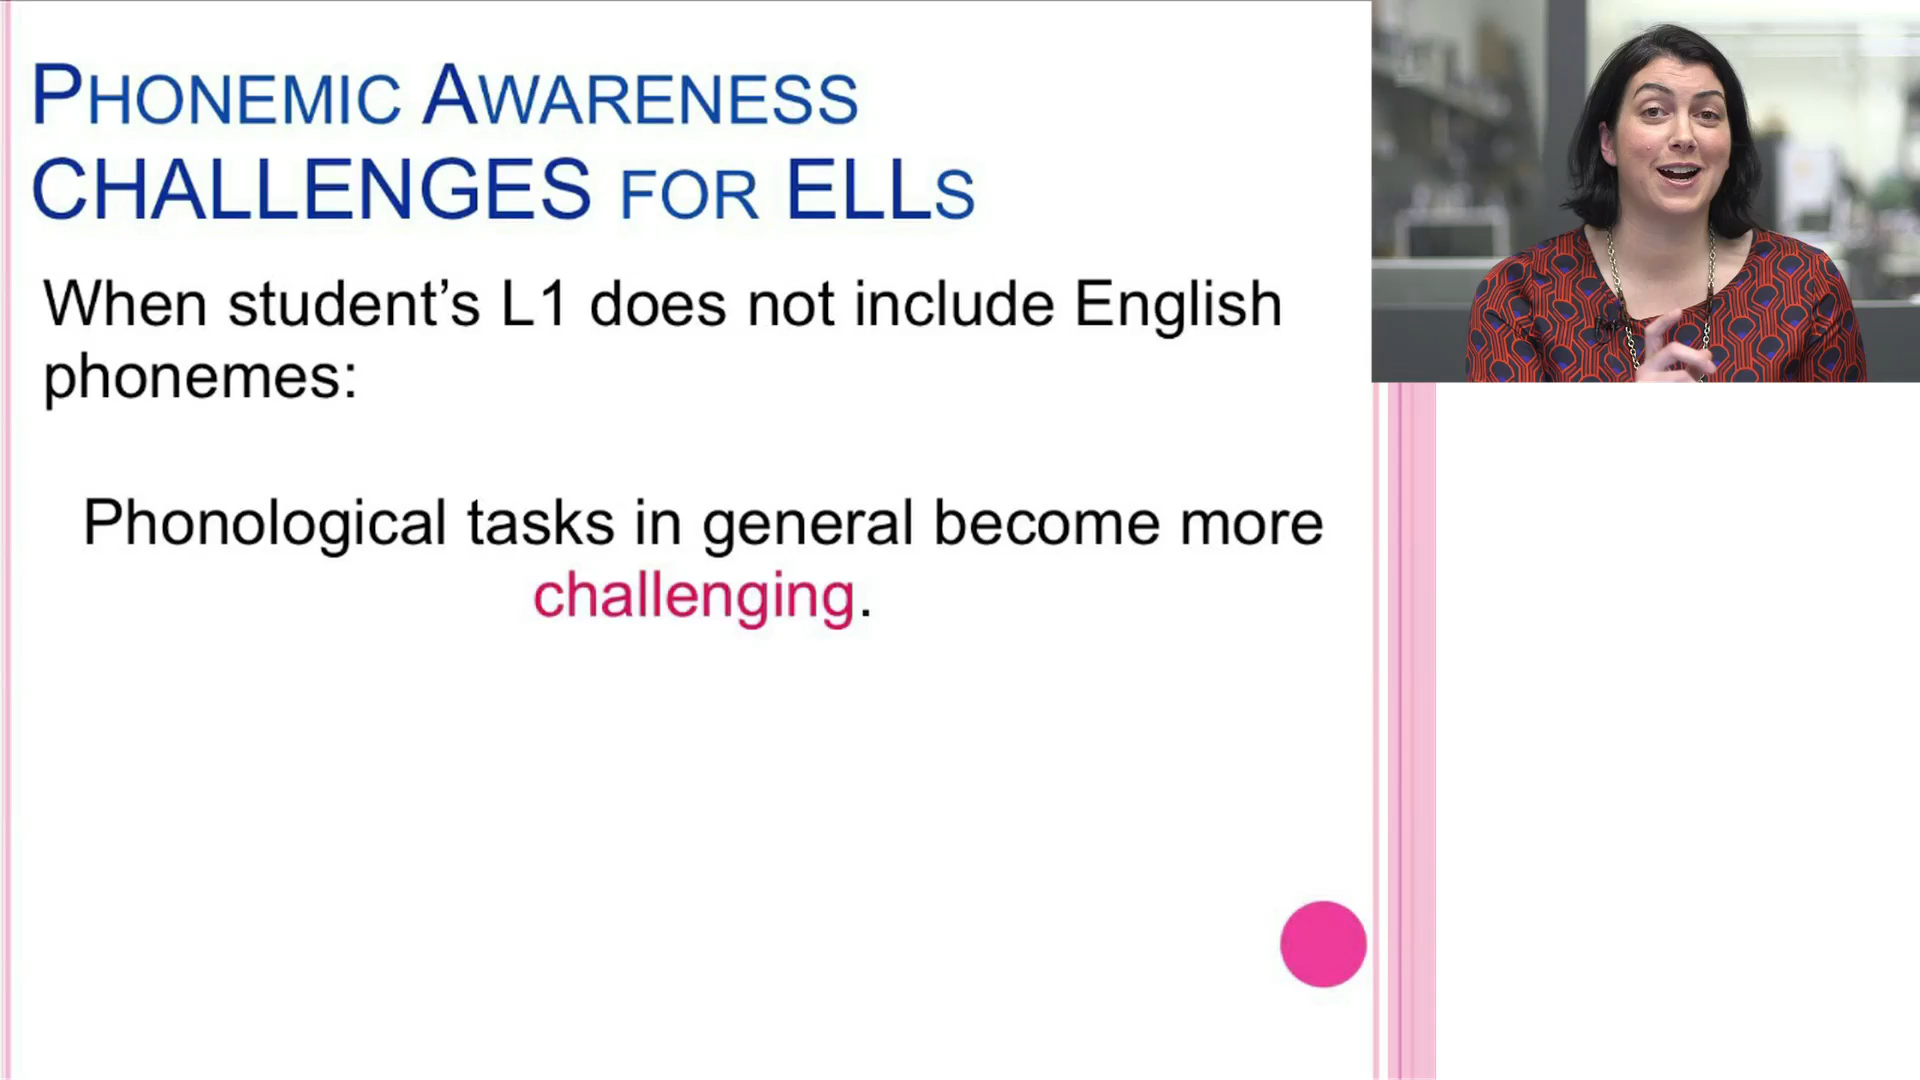 Phonemic Awareness
CHALLENGES for ELLs
When student’s L1 does not include English
phonemes:
Phonological tasks in general become more
challenging.